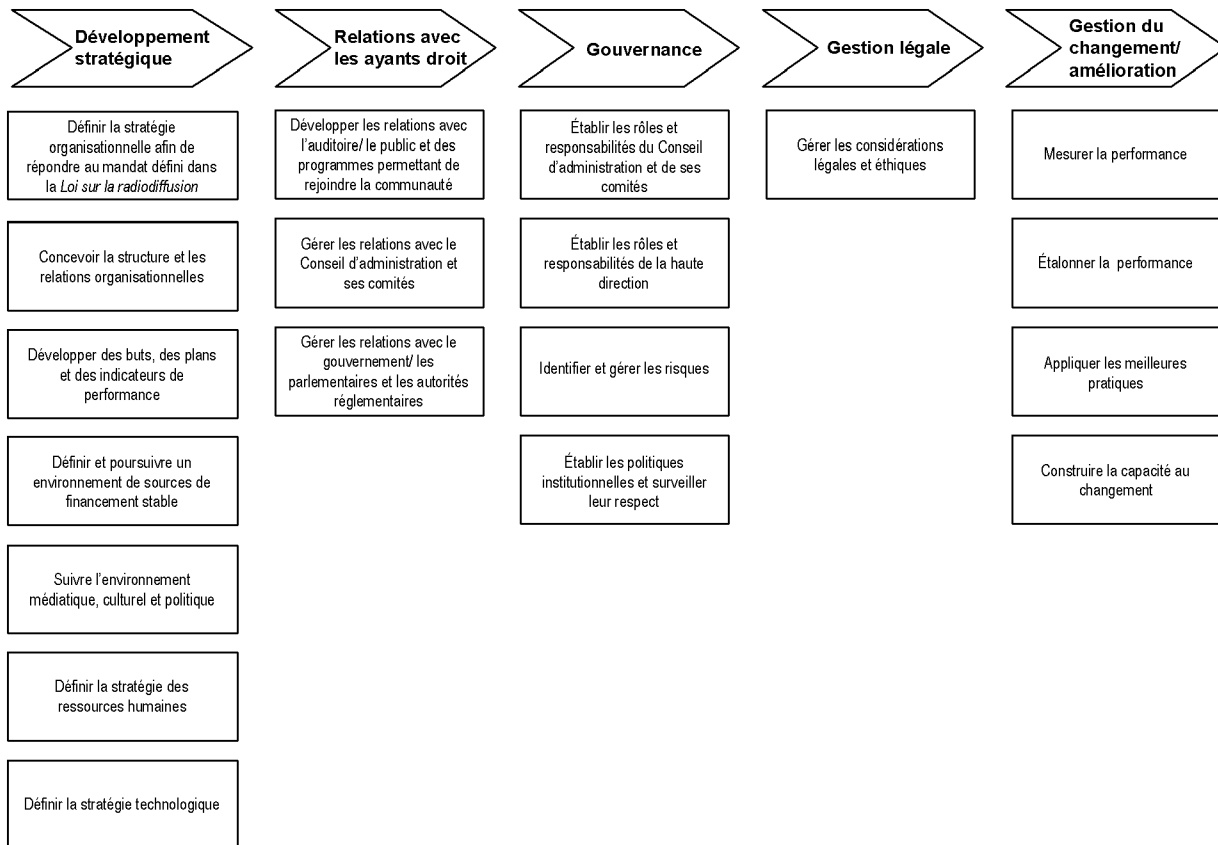 Développement
stratégique
Relations avec
les ayants droit
Gouvernance
Gestion légale
Gestion du
changement/
amélioration
Définir la stratégie
organisationnelle afin de
répondre au mandat défini dans
la Loi sur la radiodiffusion
Concevoir la structure et les
relations organisationnelles
Développer des buts, des plans
et des indicateurs de
performance
Définir et poursuivre un
environnement de sources de
financement stable
Suivre l'environnement
médiatique, culturel et politique
Définir la stratégie des
ressources humaines
Définir la stratégie technologique
Développer les relations avec
l'auditoire/ le public et des
programmes permettant de
rejoindre la communauté
Gérer les relations avec le
Conseil d'administration et
ses comités
Gérer les relations avec le
gouvernement/ les
parlementaires et les autorités
réglementaires
Établir les rôles et
responsabilités du Conseil
d'administration et de ses
comités
Établir les rôles et
responsabilités de la haute
direction
Identifier et gérer les risques
Établir les politiques
institutionnelles et surveiller
leur respect
Gérer les considérations
légales et éthiques
Mesurer la performance
Étalonner la performance
Appliquer les meilleures
pratiques
Construire la capacité au
changement